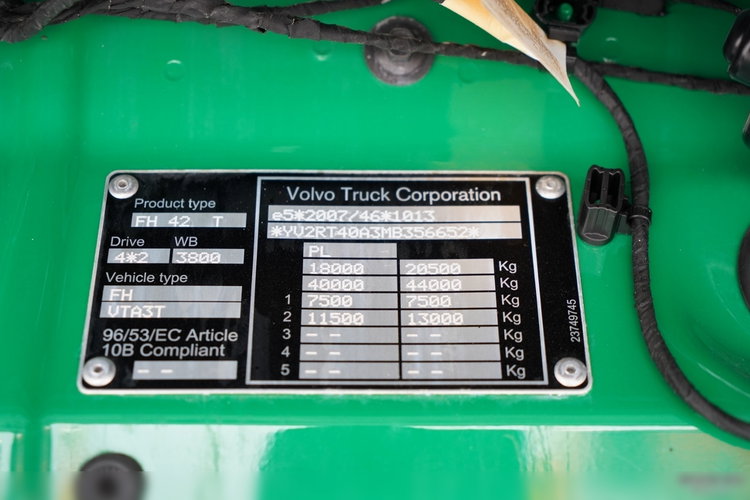 Product type
FH 42 T
Drive WB
4*2 3800
Vehicle type
FH
VTA3T
96/53/EC Article
10B Compliant
- -
Volvo Truck Corporation
e5*2007/46*1013
*YV2RT40A3MB356652*
PL -
18000 20500 Kg
40000 44000 Kg
1 7500 7500 Kg
2 11500 13000 Kg
3 - - - - Kg
4 - - - - Kg
5 - - - - Kg
23749745